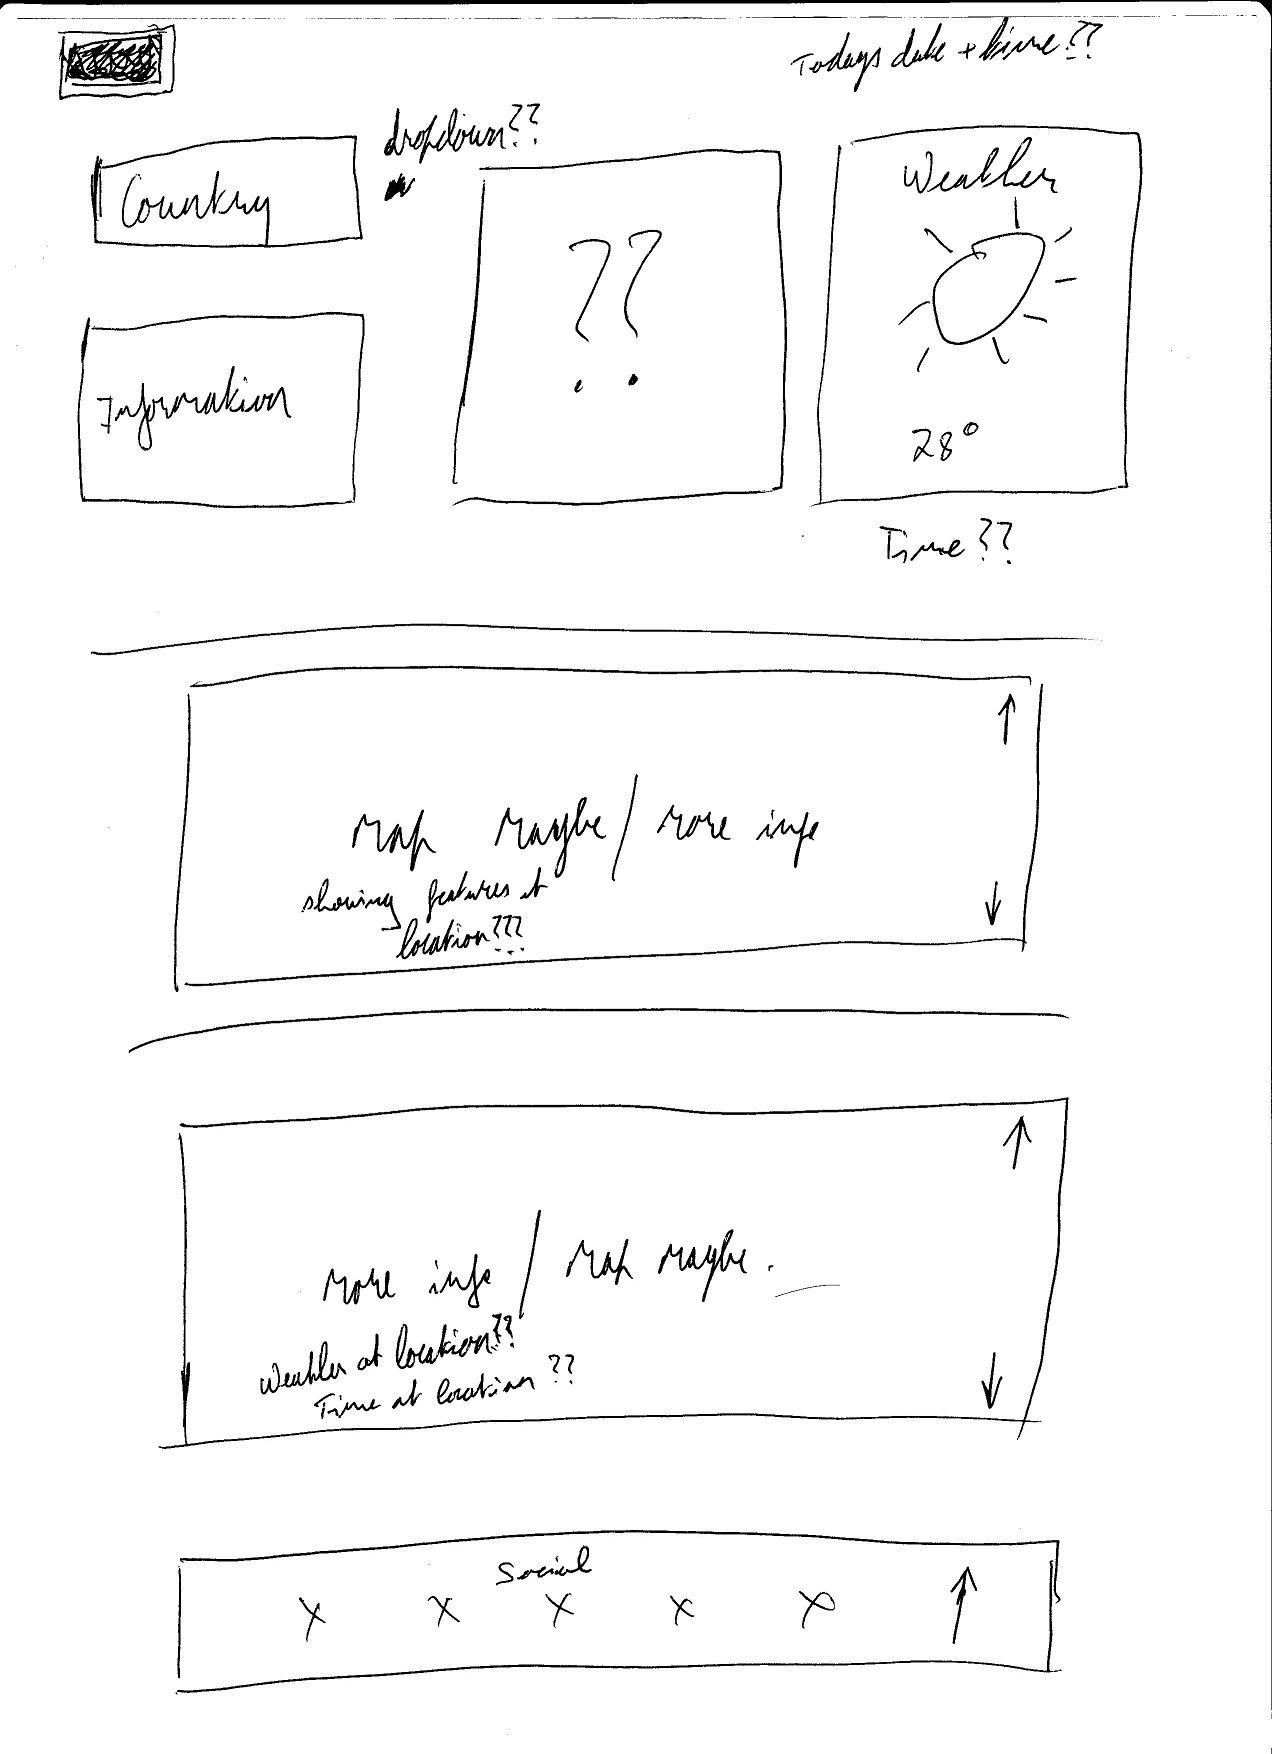 Todays date + time??
dropdown??
Country
??
Weather
Information
28°
Time??
Map Maybe / More info
showing features at
location???
More info / Map Maybe.
Weather at location??
Time at location ??
Social
X X X X X